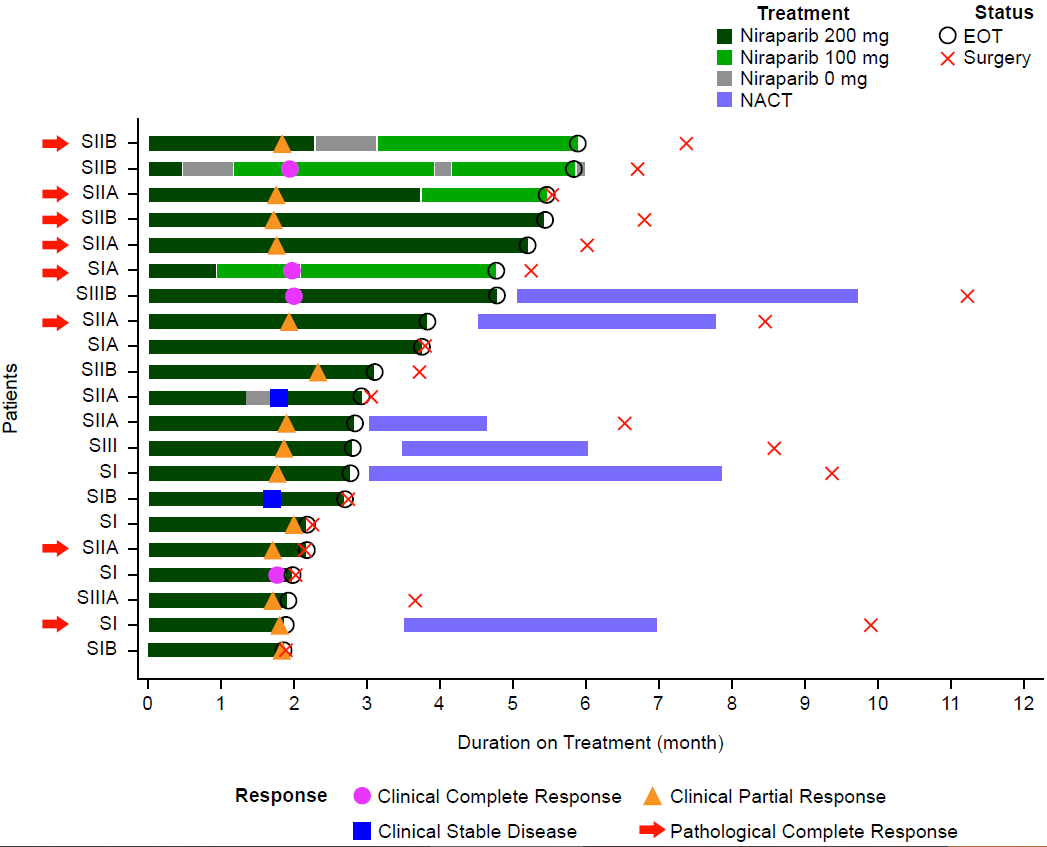 Treatment
Status
Niraparib 200 mg
EOT
Niraparib 100 mg
Surgery
Niraparib 0 mg
NACT
SIIB
SIIB
SIIA
SIIB
SIIA
SIA
SIIIB
SIIA
SIA
SIIB
SIIA
SIIA
SIII
SI
SIB
SI
SIIA
SI
SIIIA
SI
SIB
Patients
0 1 2 3 4 5 6 7 8 9 10 11 12
Duration on Treatment (month)
Response
Clinical Complete Response
Clinical Partial Response
Clinical Stable Disease
Pathological Complete Response